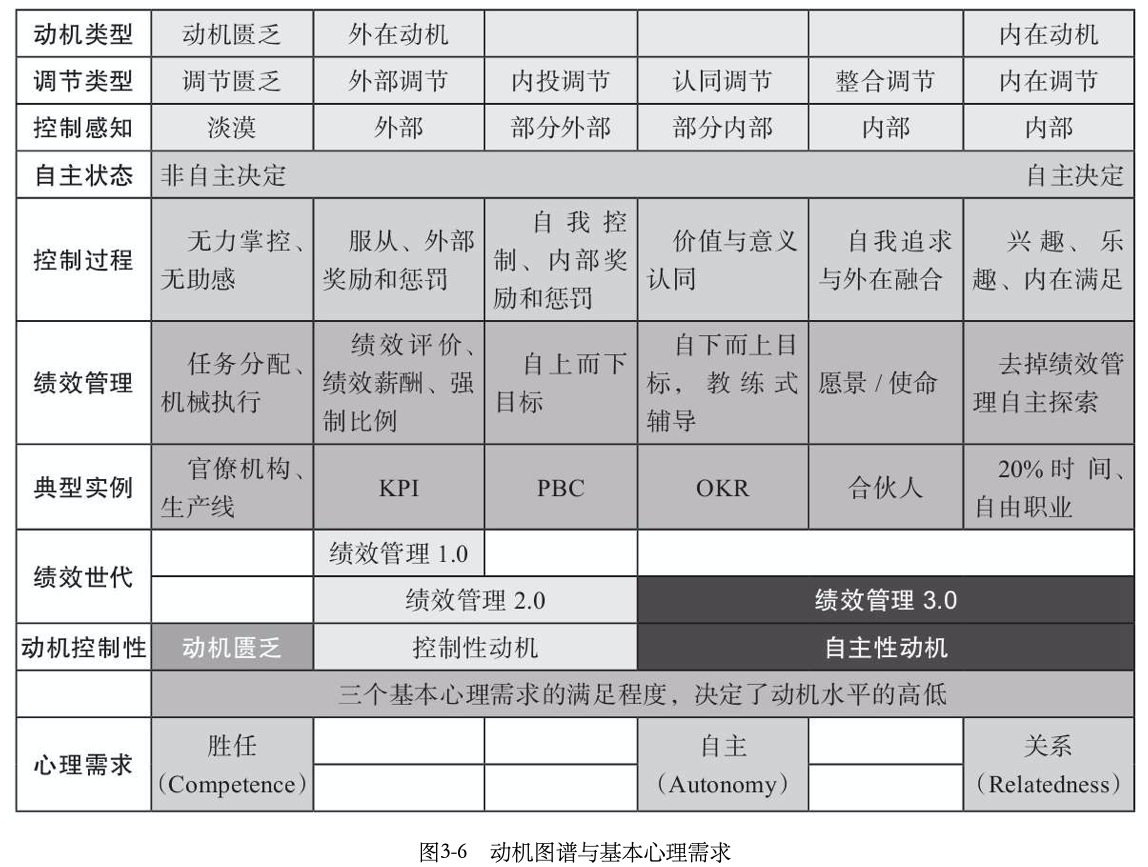 动机类型 动机匮乏 外在动机 内在动机
调节类型 调节匮乏 外部调节 内投调节 认同调节 整合调节 内在调节
控制感知 淡漠 外部 部分外部 部分内部 内部 内部
自主状态 非自主决定 自主决定
控制过程
无力掌控、
无助感
服从、外部
奖励和惩罚
自我控
制、内部奖
励和惩罚
价值与意义
认同
自我追求
与外在融合
兴趣、乐
趣、内在满足
绩效管理
任务分配、
机械执行
绩效评价、
绩效薪酬、强
制比例
自上而下
目标
自下而上目
标，教练式
辅导
愿景/使命
去掉绩效管
理自主探索
典型实例
官僚机构、
生产线
KPI
PBC
OKR
合伙人
20%时间、
自由职业
绩效世代
绩效管理 1.0
绩效管理 2.0 绩效管理 3.0
动机控制性 动机匮乏 控制性动机 自主性动机
三个基本心理需求的满足程度，决定了动机水平的高低
心理需求
胜任
（Competence）
自主
（Autonomy）
关系
（Relatedness）
图3-6 动机图谱与基本心理需求